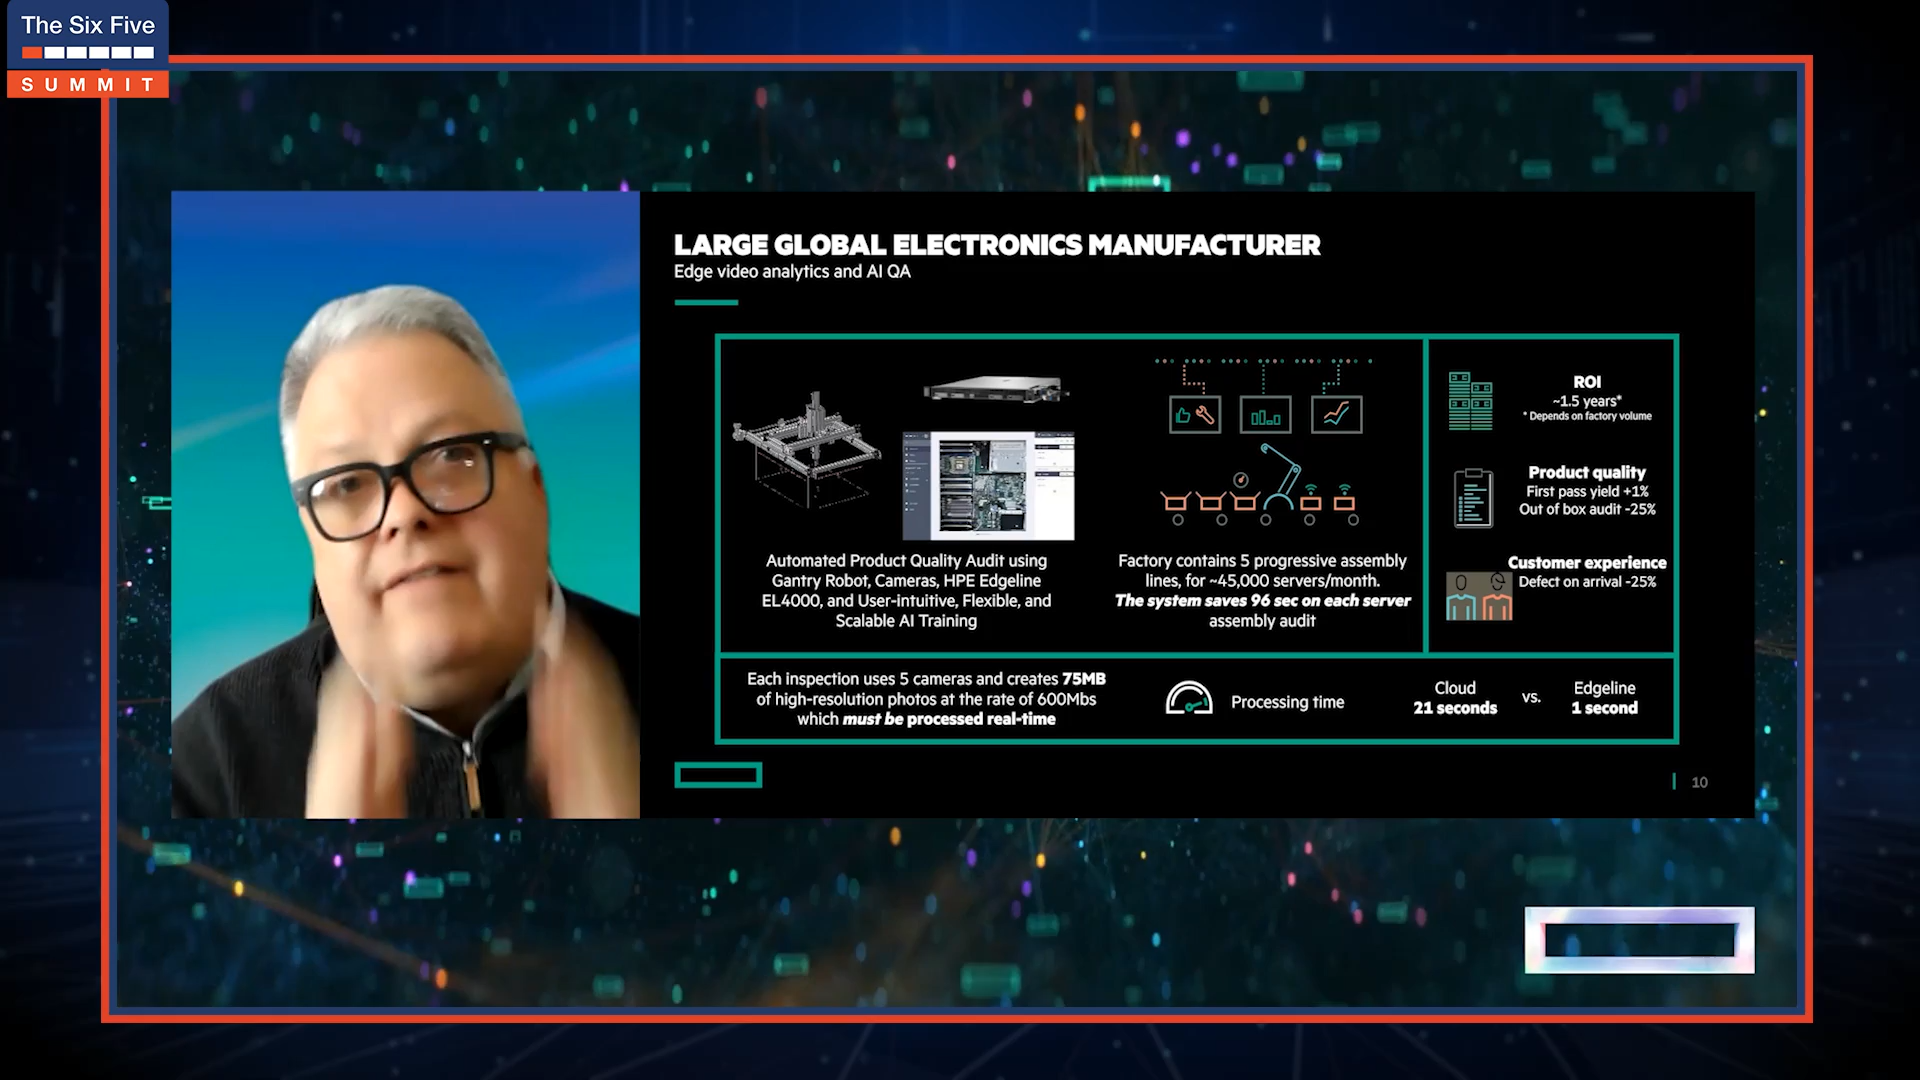 The Six Five
SUMMIT
LARGE GLOBAL ELECTRONICS MANUFACTURER
Edge video analytics and AI QA
Automated Product Quality Audit using
Gantry Robot, Cameras, HPE Edgeline
EL4000, and User-intuitive, Flexible, and
Scalable AI Training
Factory contains 5 progressive assembly
lines, for ~45,000 servers/month.
The system saves 96 sec on each server
assembly audit
ROI
~1.5 years*
* Depends on factory volume
Product quality
First pass yield +1%
Out of box audit -25%
Customer experience
Defect on arrival -25%
Each inspection uses 5 cameras and creates 75MB
of high-resolution photos at the rate of 600Mbs
which must be processed real-time
Processing time
Cloud
21 seconds
vs.
Edgeline
1 second
10